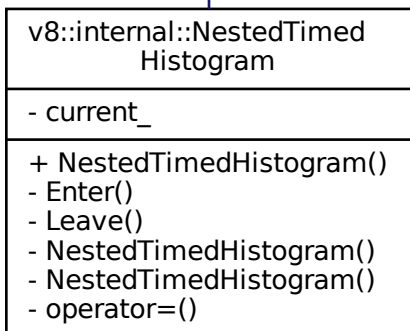 v8::internal::NestedTimed
Histogram
- current_
+ NestedTimedHistogram()
- Enter()
- Leave()
- NestedTimedHistogram()
- NestedTimedHistogram()
- operator=()